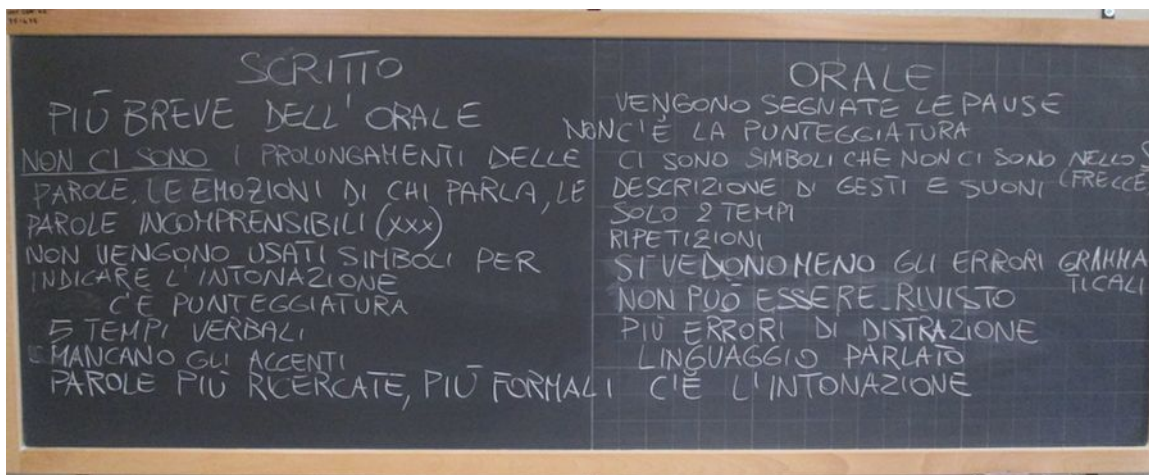 SCRITTO
PIÙ BREVE DELL'ORALE
NON CI SONO I PROLUNGAMENTI DELLE
PAROLE, LE EMOZIONI DI CHI PARLA, LE
PAROLE INCOMPRENSIBILI (XXX)
NON VENGONO USATI SIMBOLI PER
INDICARE L'INTONAZIONE
C'È PUNTEGGIATURA
5 TEMPI VERBALI
MANCANO GLI ACCENTI
PAROLE PIÙ RICERCATE, PIÙ FORMALI
ORALE
VENGONO SEGNATE LE PAUSE
NON C'È LA PUNTEGGIATURA
CI SONO SIMBOLI CHE NON CI SONO NELLO S
DESCRIZIONE DI GESTI E SUONI (FRECCE
SOLO 2 TEMPI
RIPETIZIONI
SI VEDONO MENO GLI ERRORI GRAMMA
TICALI
NON PUÒ ESSERE RIVISTO
PIÙ ERRORI DI DISTRAZIONE
LINGUAGGIO PARLATO
C'È L'INTONAZIONE